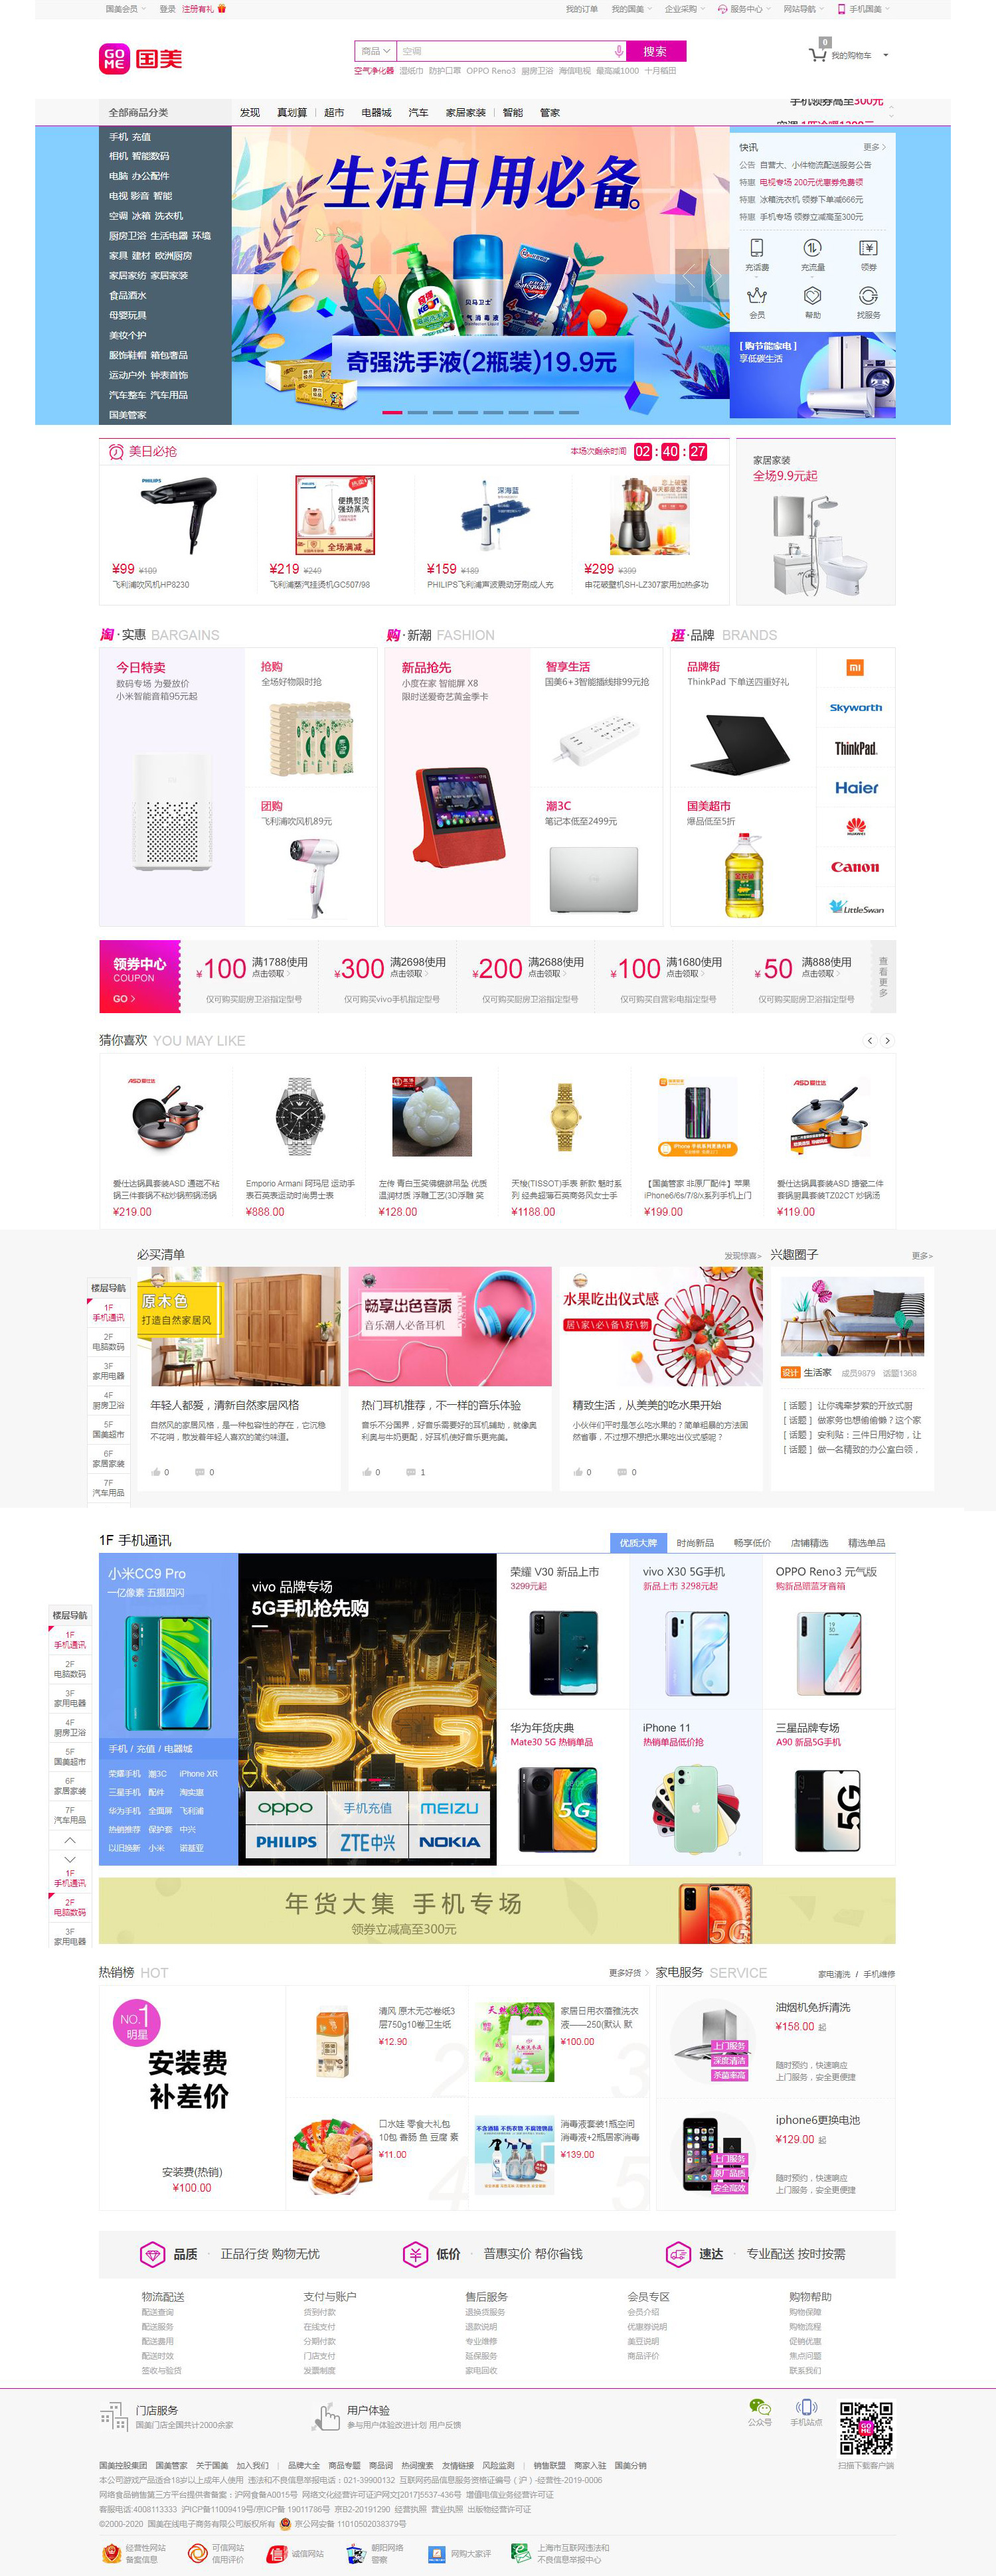 国美会员
登录 注册有礼
我的订单 我的国美 企业采购 服务中心 网站导航 手机国美
GO ME 国美
商品 空调 搜索
空气净化器 湿纸巾 防护口罩 OPPO Reno3 厨房卫浴 海信电视 最高减1000 十月稻田
0 我的购物车
全部商品分类 发现 真划算 超市 电器城 汽车 家居家装 智能 管家
手机领券高至300元
手机 充值
相机 智能数码
电脑 办公配件
电视 影音 智能
空调 冰箱 洗衣机
厨房卫浴 生活电器 环境
家具 建材 欧洲厨房
家居家纺 家居家装
食品酒水
母婴玩具
美妆个护
服饰鞋帽 箱包奢品
运动户外 钟表首饰
汽车整车 汽车用品
国美管家
生活日用必备。
奇强洗手液(2瓶装)19.9元
快讯 更多
公告 自营大、小件物流配送服务公告
特惠 电视专场 200元优惠券免费领
特惠 冰箱洗衣机 领券下单减666元
特惠 手机专场 领券立减高至300元
充话费 充流量 领券
会员 帮助 找服务
[ 购节能家电 ]
享低碳生活
美日必抢
本场次剩余时间 02 : 40 : 27
¥99 ¥109
飞利浦吹风机HP8230
¥219 ¥249
飞利浦蒸汽挂烫机GC507/98
¥159 ¥189
PHILIPS飞利浦声波震动牙刷成人充
¥299 ¥399
申花破壁机SH-LZ307家用加热多功
家居家装
全场9.9元起
淘·实惠 BARGAINS
今日特卖
数码专场 为爱放价
小米智能音箱95元起
抢购
全场好物限时抢
团购
飞利浦吹风机89元
购·新潮 FASHION
新品抢先
小度在家 智能屏 X8
限时送爱奇艺黄金季卡
智享生活
国美6+3智能插线排99元抢
潮3C
笔记本低至2499元
逛·品牌 BRANDS
品牌街
ThinkPad 下单送四重好礼
国美超市
爆品低至5折
Skyworth
ThinkPad
Haier
HUAWEI
Canon
LittleSwan
领券中心
COUPON
GO
¥100 满1788使用
点击领取
仅可购买厨房卫浴指定型号
¥300 满2698使用
点击领取
仅可购买vivo手机指定型号
¥200 满2688使用
点击领取
仅可购买厨房卫浴指定型号
¥100 满1680使用
点击领取
仅可购买自营彩电指定型号
¥50 满888使用
点击领取
仅可购买厨房卫浴指定型号
查看更多
猜你喜欢 YOU MAY LIKE
爱仕达锅具套装ASD 通疏不粘
锅三件套锅不粘炒锅煎锅汤锅
¥219.00
Emporio Armani 阿玛尼 运动手
表石英表运动时尚男士表
¥888.00
¥128.00
天梭(TISSOT)手表 新款 魅时系
列 经典超薄石英商务风女士手
¥1188.00
【国美管家 非原厂配件】苹果
iPhone6/6s/7/8/x系列手机上门
¥199.00
爱仕达锅具套装ASD 搪瓷二件
套锅厨具套装TZ02CT 炒锅汤
¥119.00
必买清单 发现惊喜>
兴趣圈子 更多>
楼层导航
1F
手机通讯
2F
电脑数码
3F
家用电器
4F
厨房卫浴
5F
国美超市
6F
家居家装
7F
汽车用品
原木色
打造自然家居风
年轻人都爱，清新自然家居风格
自然风的家居风格，是一种包容性的存在，它沉稳
不花哨，散发着年轻人喜欢的简约味道。
0 0
畅享出色音质
音乐潮人必备耳机
热门耳机推荐，不一样的音乐体验
音乐不分国界，好音乐需要好的耳机辅助，就像奥
利奥与牛奶更配，好耳机使好音乐更完美。
0 1
水果吃出仪式感
居/家/必/备/好/物
精致生活，从美美的吃水果开始
小伙伴们平时是怎么吃水果的？简单粗暴的方法固
然省事，不过想不想把水果吃出仪式感呢？
0 0
设计 生活家 成员9879 话题1368
[ 话题 ] 让你魂牵梦萦的开放式厨
[ 话题 ] 做家务也想偷偷懒？这个家
[ 话题 ] 安利贴：三件日用好物，让
[ 话题 ] 做一名精致的办公室白领，
1F 手机通讯
优质大牌 时尚新品 畅享低价 店铺精选 精选单品
小米CC9 Pro
一亿像素 五摄四闪
手机 / 充值 / 电器城
荣耀手机 潮3C iPhone XR
三星手机 配件 淘实惠
华为手机 全面屏 飞利浦
热销推荐 保护套 中兴
以旧换新 小米 诺基亚
vivo 品牌专场
5G手机抢先购
5G
oppo 手机充值 MEIZU
PHILIPS ZTE中兴 NOKIA
荣耀 V30 新品上市
3299元起
vivo X30 5G手机
新品上市 3298元起
OPPO Reno3 元气版
购新品赠蓝牙音箱
华为年货庆典
Mate30 5G 热销单品
iPhone 11
热销单品低价抢
三星品牌专场
A90 新品5G手机
楼层导航
1F
手机通讯
2F
电脑数码
3F
家用电器
4F
厨房卫浴
5F
国美超市
6F
家居家装
7F
汽车用品
1F
手机通讯
2F
电脑数码
3F
家用电器
年货大集 手机专场
领券立减高至300元
5G
热销榜 HOT 更多好货
家电服务 SERVICE 家电清洗 / 手机维修
NO.1
明星
安装费
补差价
安装费(热销)
¥100.00
清风 原木无芯卷纸3
层750g10卷卫生纸
¥12.90
2
家居日用衣蓓雅洗衣
液——250(默认 默
¥100.00
3
口水娃 零食大礼包
10包 香肠 鱼 豆腐 素
¥11.00
4
消毒液套装1瓶空间
消毒液+2瓶居家消毒
¥139.00
5
上门服务
深度清洁
杀菌率高
油烟机免拆清洗
¥158.00 起
随时预约，快速响应
上门服务，安全更便捷
上门服务
原厂品质
安全高效
iphone6更换电池
¥129.00 起
随时预约，快速响应
上门服务，安全更便捷
品质 · 正品行货 购物无忧
低价 · 普惠实价 帮你省钱
速达 · 专业配送 按时按需
物流配送 支付与账户 售后服务 会员专区 购物帮助
配送查询 货到付款 退换货服务 会员介绍 购物保障
配送服务 在线支付 退款说明 优惠券说明 购物流程
配送费用 分期付款 专业维修 美豆说明 促销优惠
配送时效 门店支付 延保服务 商品评价 焦点问题
签收与验货 发票制度 家电回收 联系我们
门店服务
国美门店全国共计2000余家
用户体验
参与用户体验改进计划 用户反馈
公众号 手机站点 扫描下载客户端
国美控股集团 国美管家 关于国美 加入我们 | 品牌大全 商品专题 商品词 热词搜索 友情链接 风险监测 | 销售联盟 商家入驻 国美分销
本公司游戏产品适合18岁以上成年人使用 违法和不良信息举报电话：021-39900132 互联网药品信息服务资格证编号（沪）-经营性-2019-0006
网络食品销售第三方平台提供者备案：沪网食备A0015号 网络文化经营许可证沪网文[2017]5537-436号 增值电信业务经营许可证
客服电话:4008113333 沪ICP备11009419号/京ICP备 19011786号 京B2-20191290 经营执照 营业执照 出版物经营许可证
©2000-2020 国美在线电子商务有限公司版权所有 京公网安备 11010502038379号
经营性网站
备案信息
可信网站
信用评价
诚信网站
朝阳网络
警察
网购大家评
上海市互联网违法和
不良信息举报中心